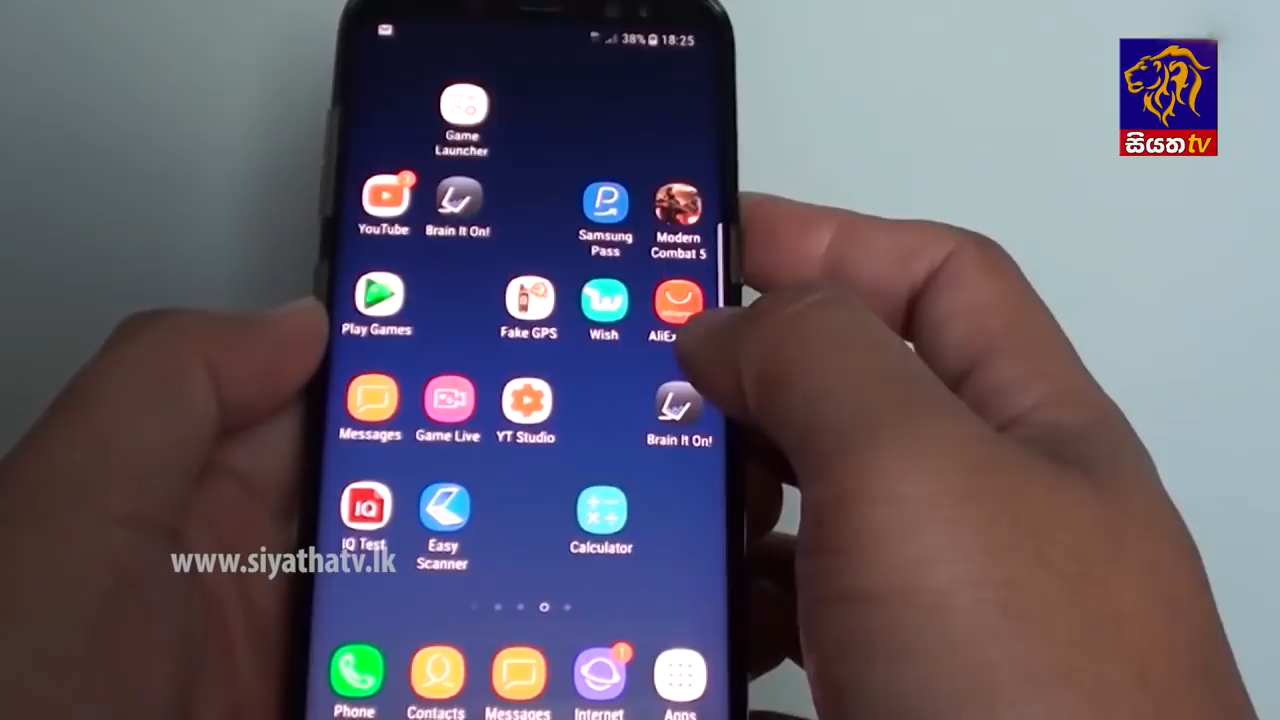 38% 18:25
සියත tv
Game
Launcher
YouTube
Brain It On!
Samsung
Pass
Modern
Combat 5
Play Games
Fake GPS
Wish
Messages
Game Live
YT Studio
Brain It On!
IQ
IQ Test
Easy
Scanner
Calculator
www.siyathatv.lk
1
Phone
Contacts
Messages
Internet
Apps